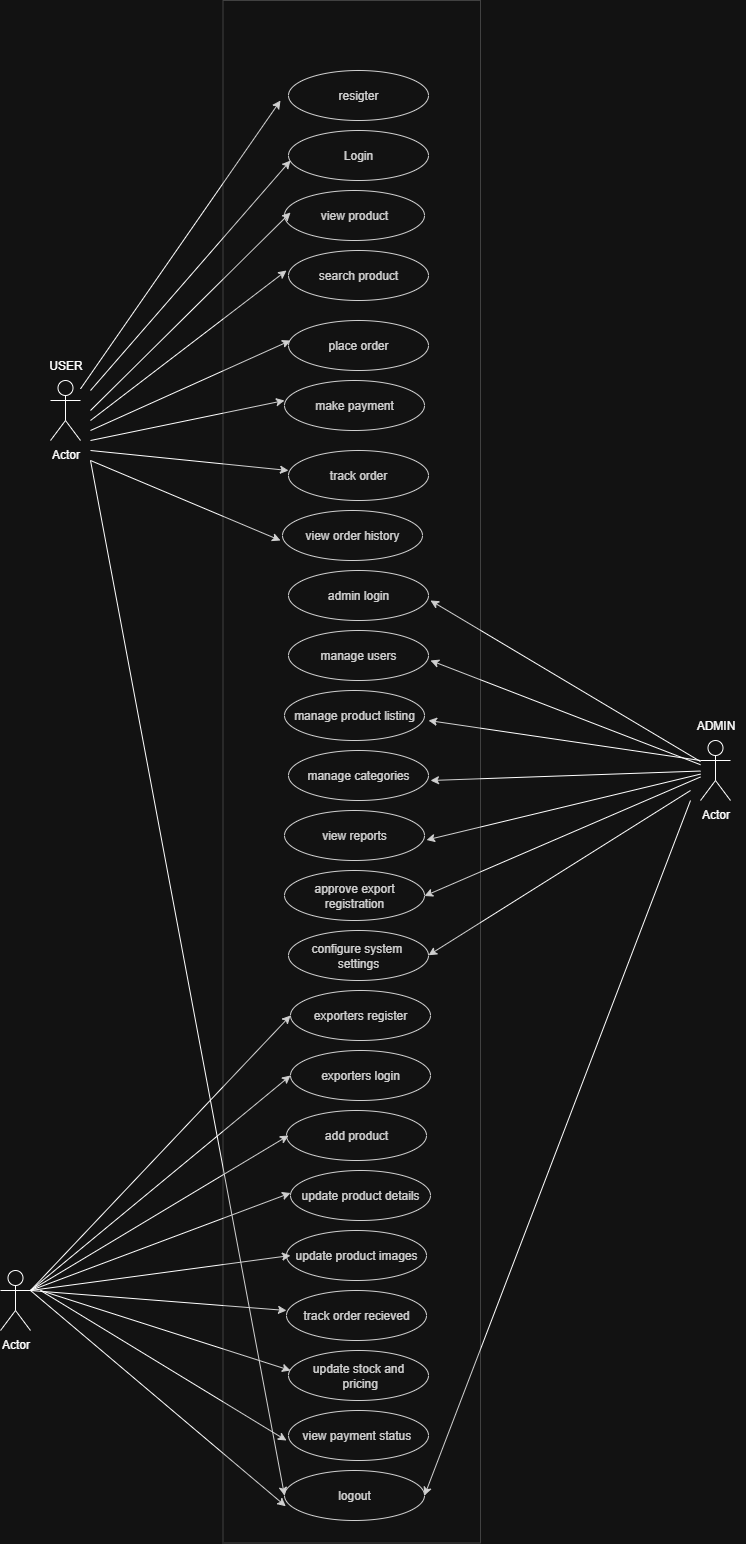 resigter
Login
view product
search product
USER
place order
make payment
Actor
track order
view order history
admin login
manage users
manage product listing
ADMIN
manage categories
Actor
view reports
approve export
registration
configure system
settings
exporters register
exporters login
add product
update product details
update product images
track order recieved
Actor
update stock and
pricing
view payment status
logout